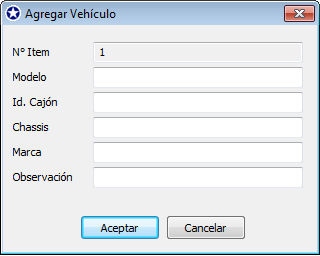 Agregar Vehículo
N° Item 1
Modelo
Id. Cajón
Chassis
Marca
Observación
Aceptar Cancelar